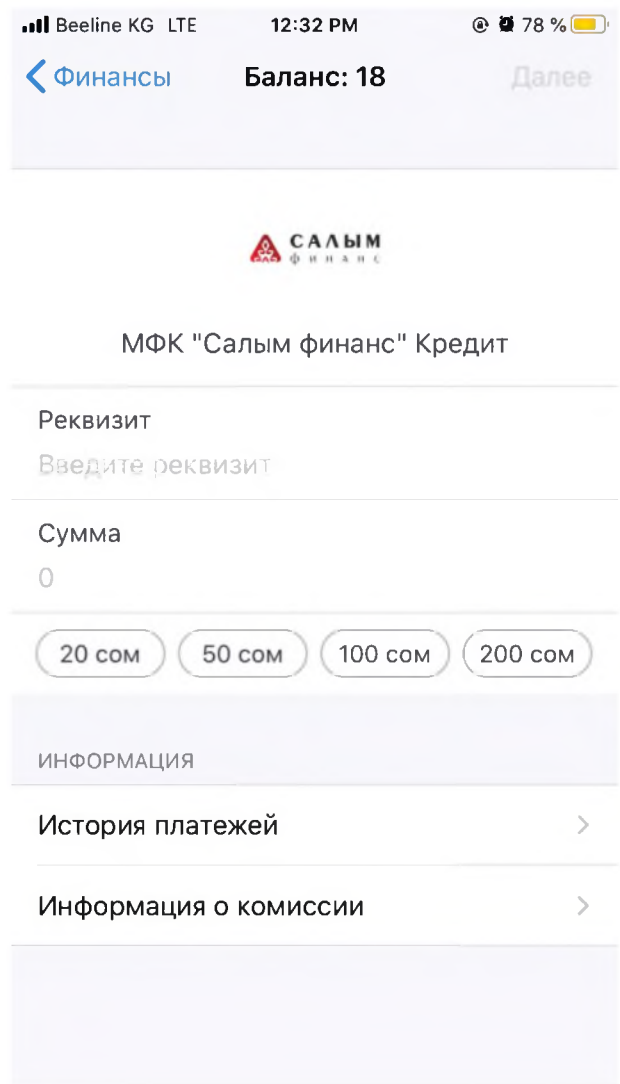 Beeline KG LTE 12:32 PM 78 %
Финансы Баланс: 18 Далее
САЛЫМ
финанс
МФК "Салым финанс" Кредит
Реквизит
Введите реквизит
Сумма
0
20 сом 50 сом 100 сом 200 сом
ИНФОРМАЦИЯ
История платежей
Информация о комиссии